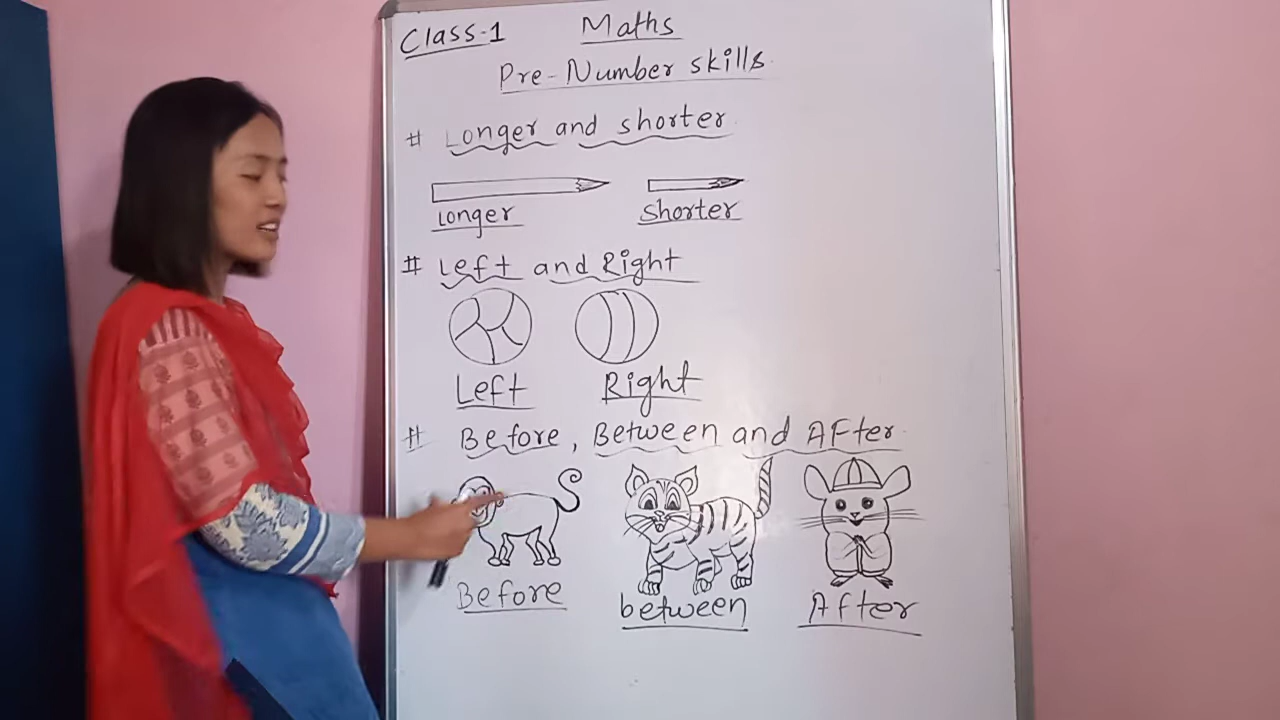 Class-1 Maths
Pre-Number skills.
# Longer and shorter
Longer shorter
# Left and Right
Left Right
# Before, Between and After.
Before between After